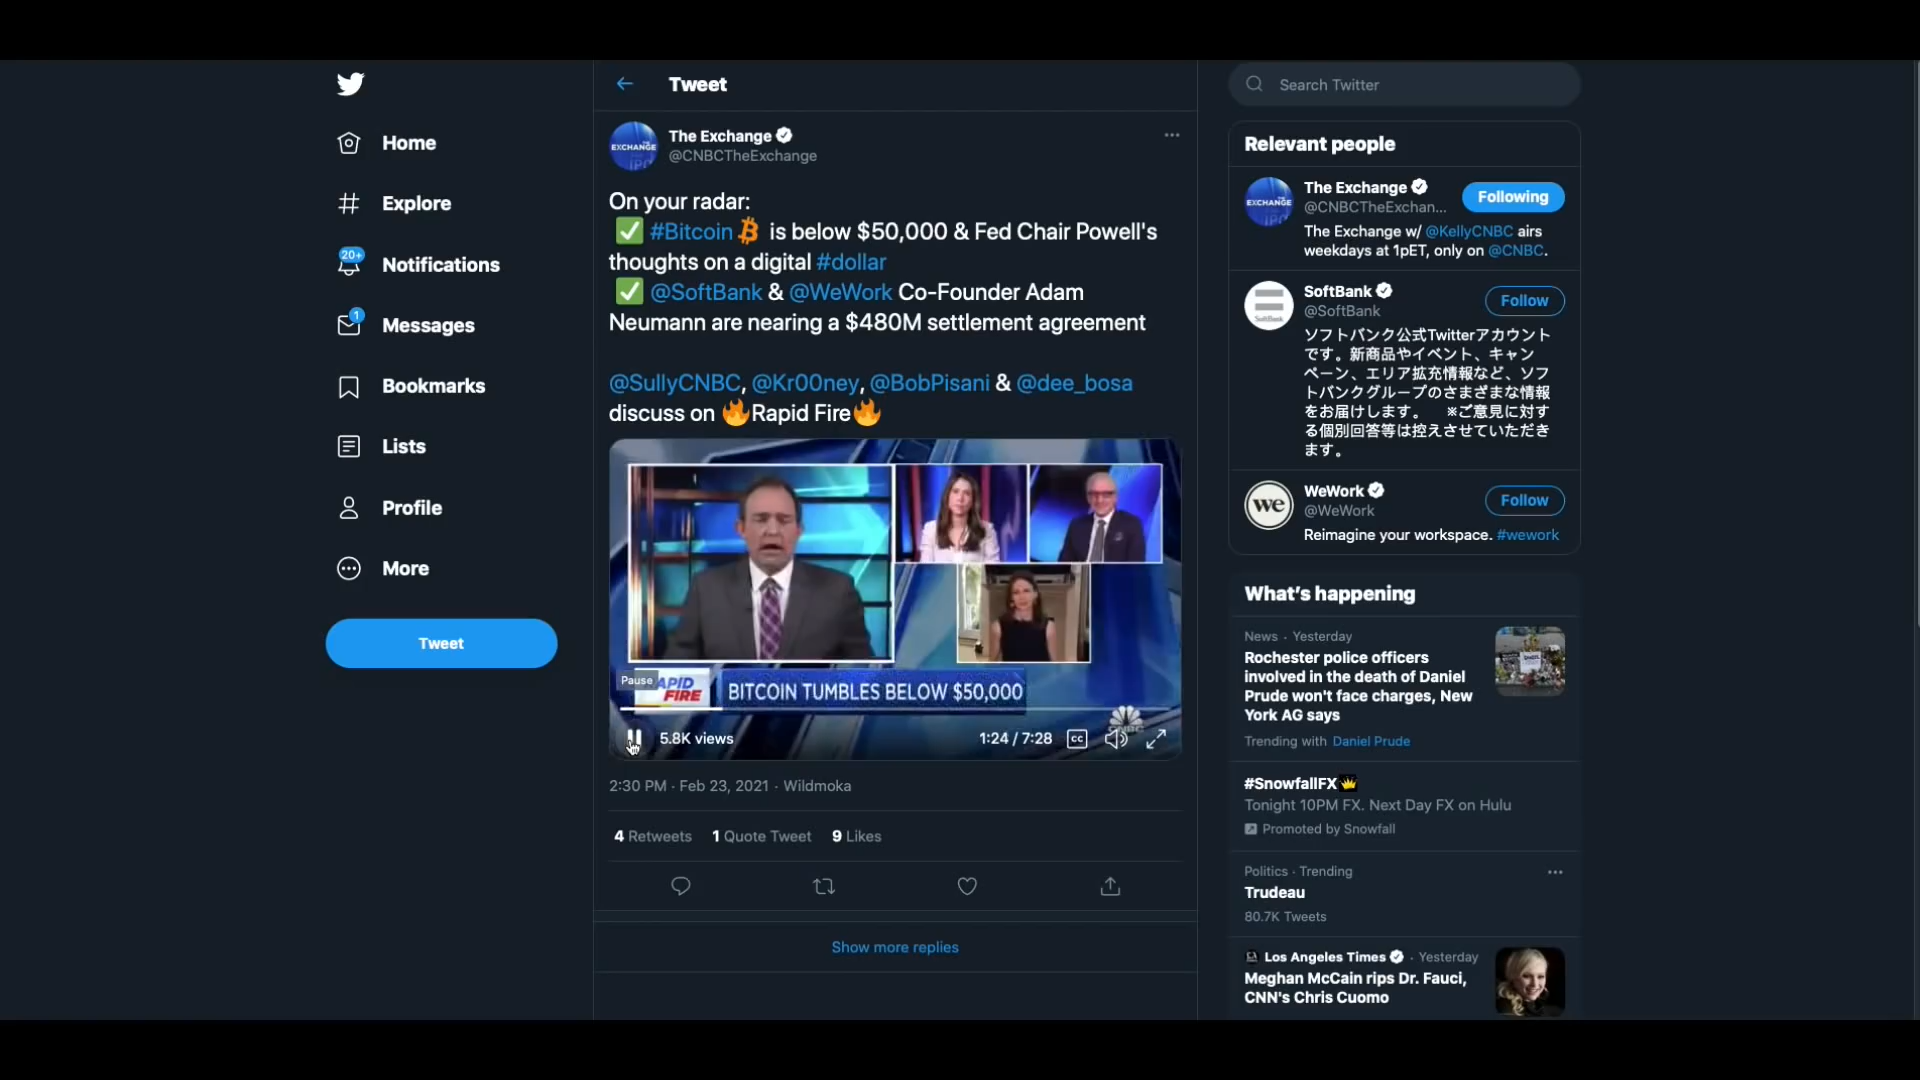 Home
Explore
20+
Notifications
1
Messages
Bookmarks
Lists
Profile
More
Tweet
Tweet
EXCHANGE
The Exchange
@CNBCTheExchange
On your radar:
✅ #Bitcoin is below $50,000 & Fed Chair Powell's
thoughts on a digital #dollar
✅ @SoftBank & @WeWork Co-Founder Adam
Neumann are nearing a $480M settlement agreement
@SullyCNBC, @Kr00ney, @BobPisani & @dee_bosa
discuss on 🔥Rapid Fire🔥
Pause
RAPID
FIRE
BITCOIN TUMBLES BELOW $50,000
5.8K views
1:24 / 7:28
CC
CNBC
2:30 PM · Feb 23, 2021 · Wildmoka
4 Retweets 1 Quote Tweet 9 Likes
Show more replies
Search Twitter
Relevant people
EXCHANGE
The Exchange
@CNBCTheExchan...
Following
The Exchange w/ @KellyCNBC airs
weekdays at 1pET, only on @CNBC.
SoftBank
SoftBank
@SoftBank
Follow
ソフトバンク公式Twitterアカウント
です。新商品やイベント、キャン
ペーン、エリア拡充情報など、ソフ
トバンクグループのさまざまな情報
をお届けします。 ※ご意見に対す
る個別回答等は控えさせていただき
ます。
we
WeWork
@WeWork
Follow
Reimagine your workspace. #wework
What's happening
News · Yesterday
Rochester police officers
involved in the death of Daniel
Prude won't face charges, New
York AG says
Trending with Daniel Prude
#SnowfallFX
Tonight 10PM FX. Next Day FX on Hulu
Promoted by Snowfall
Politics · Trending
Trudeau
80.7K Tweets
Los Angeles Times · Yesterday
Meghan McCain rips Dr. Fauci,
CNN's Chris Cuomo